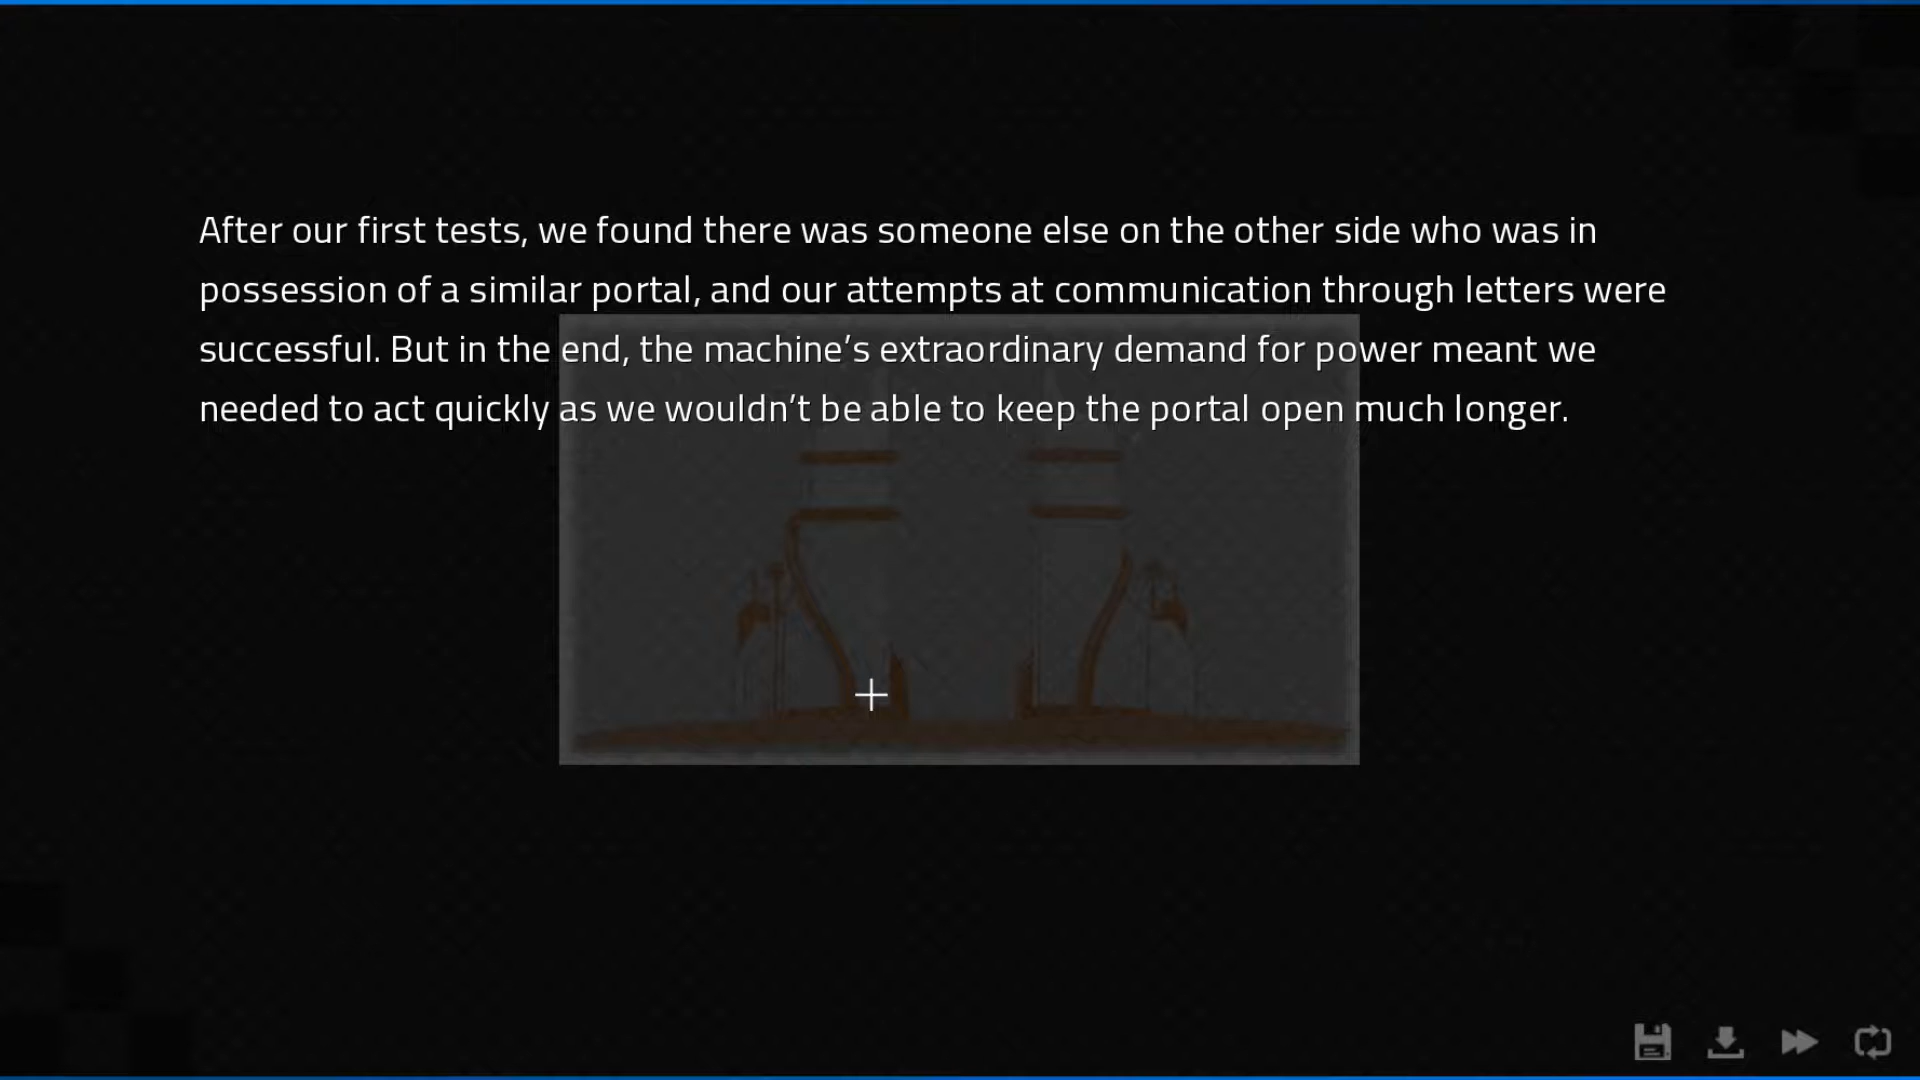 After our first tests, we found there was someone else on the other side who was in
possession of a similar portal, and our attempts at communication through letters were
successful. But in the end, the machine’s extraordinary demand for power meant we
needed to act quickly as we wouldn’t be able to keep the portal open much longer.